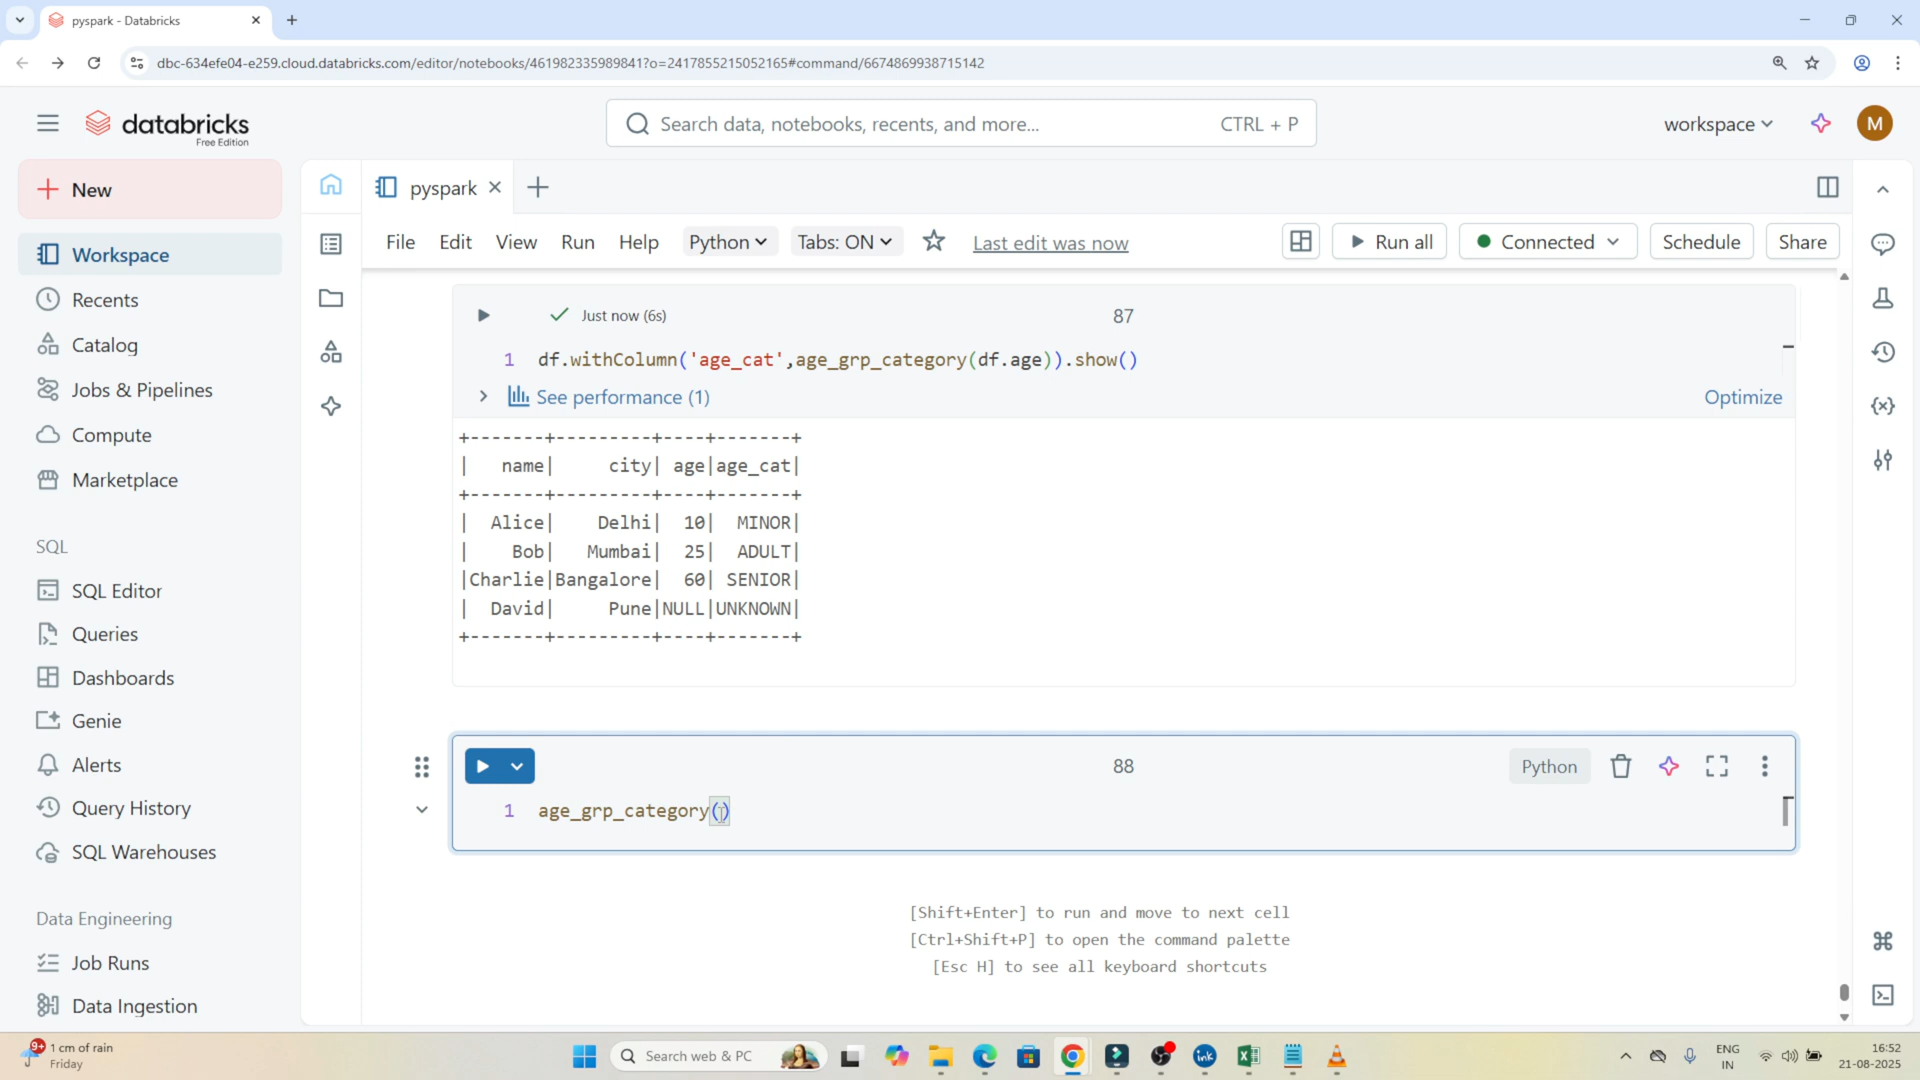 pyspark - Databricks
dbc-634efe04-e259.cloud.databricks.com/editor/notebooks/461982335989841?o=2417855215052165#command/6674869938715142
databricks
Free Edition
Search data, notebooks, recents, and more...
CTRL + P
workspace
M
New
Workspace
Recents
Catalog
Jobs & Pipelines
Compute
Marketplace
SQL
SQL Editor
Queries
Dashboards
Genie
Alerts
Query History
SQL Warehouses
Data Engineering
Job Runs
Data Ingestion
pyspark
File Edit View Run Help Python Tabs: ON Last edit was now
Run all
Connected
Schedule
Share
Just now (6s)
87
1 df.withColumn('age_cat',age_grp_category(df.age)).show()
See performance (1)
Optimize
+-------+---------+----+-------+
|   name|     city| age|age_cat|
+-------+---------+----+-------+
|  Alice|    Delhi|  10|  MINOR|
|    Bob|   Mumbai|  25|  ADULT|
|Charlie|Bangalore|  60| SENIOR|
|  David|     Pune|NULL|UNKNOWN|
+-------+---------+----+-------+
88
Python
1 age_grp_category()
[Shift+Enter] to run and move to next cell
[Ctrl+Shift+P] to open the command palette
[Esc H] to see all keyboard shortcuts
9+
1 cm of rain
Friday
Search web & PC
ink
ENG
IN
16:52
21-08-2025